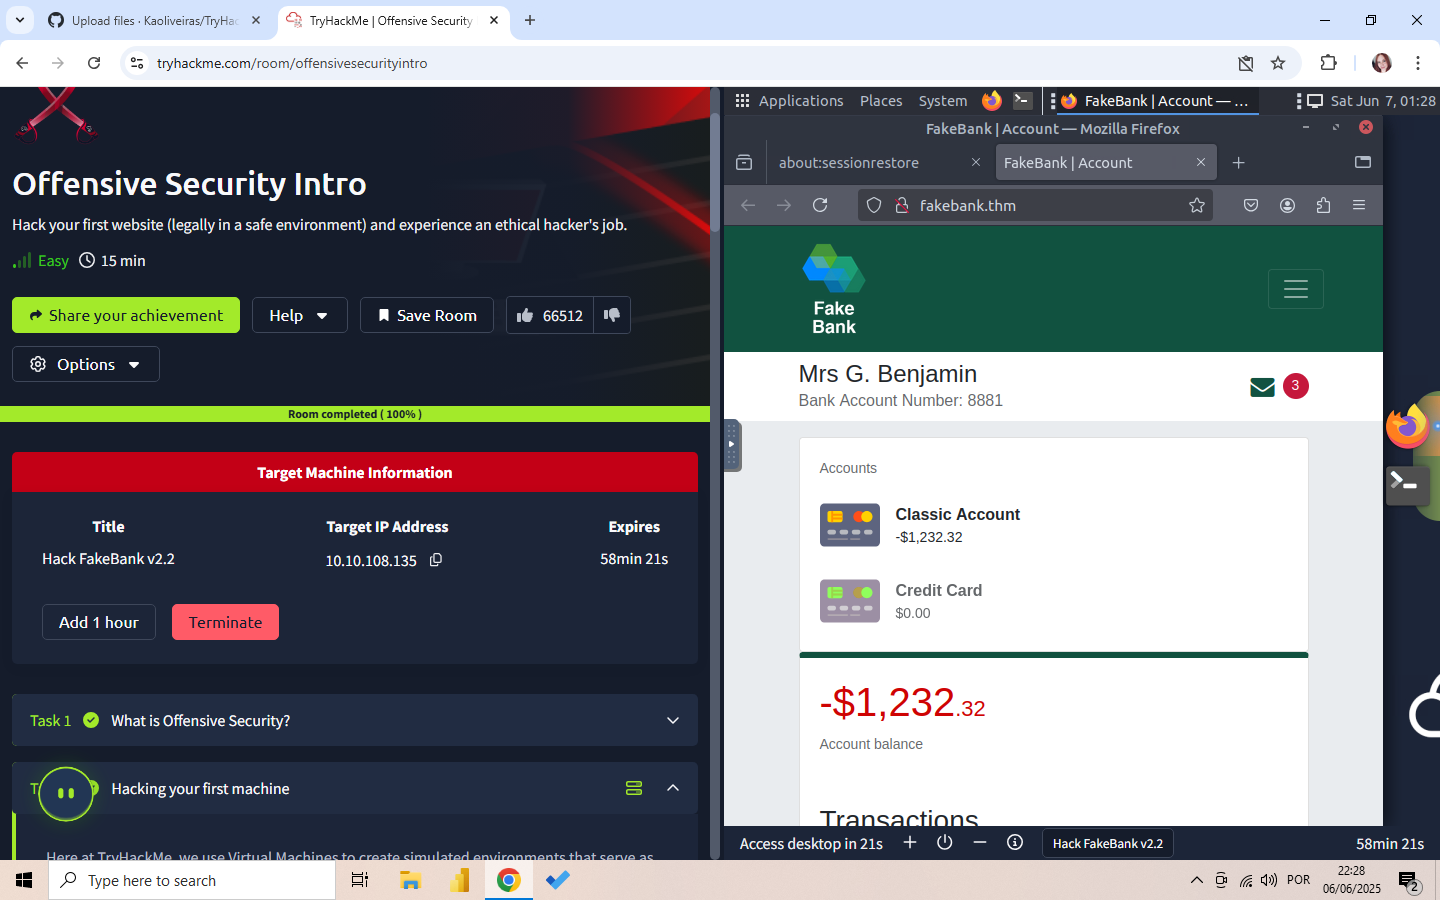 Upload files · Kaoliveiras/TryHac
TryHackMe | Offensive Security
tryhackme.com/room/offensivesecurityintro
Offensive Security Intro
Hack your first website (legally in a safe environment) and experience an ethical hacker's job.
Easy 15 min
Share your achievement Help Save Room 66512
Options
Room completed ( 100% )
Target Machine Information
Title Target IP Address Expires
Hack FakeBank v2.2 10.10.108.135 58min 21s
Add 1 hour Terminate
Task 1 What is Offensive Security?
Hacking your first machine
Here at TryHackMe, we use Virtual Machines to create simulated environments that serve as
Applications Places System FakeBank | Account — ... Sat Jun 7, 01:28
FakeBank | Account — Mozilla Firefox
about:sessionrestore FakeBank | Account
fakebank.thm
Fake
Bank
Mrs G. Benjamin
Bank Account Number: 8881
3
Accounts
Classic Account
-$1,232.32
Credit Card
$0.00
-$1,232.32
Account balance
Transactions
Access desktop in 21s Hack FakeBank v2.2 58min 21s
Type here to search
POR
22:28
06/06/2025
2